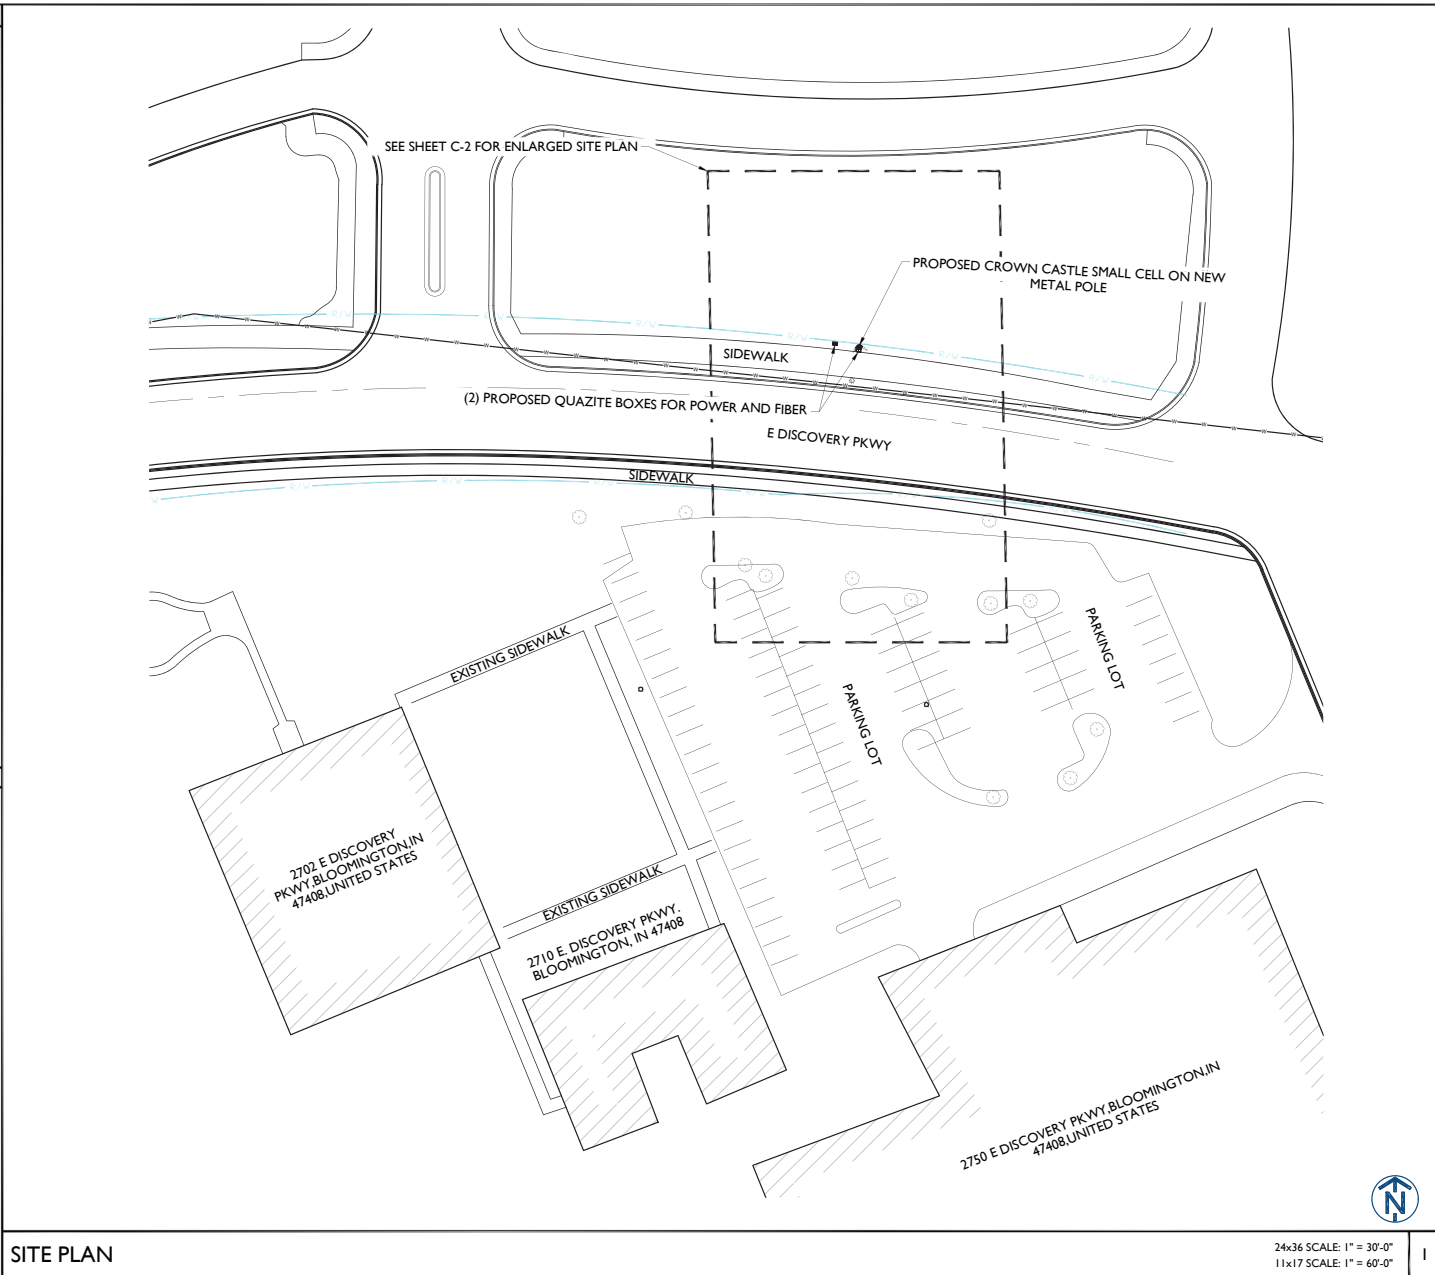 SEE SHEET C-2 FOR ENLARGED SITE PLAN
PROPOSED CROWN CASTLE SMALL CELL ON NEW
METAL POLE
R/W
R/W
R/W
R/W
R/W
R/W
SIDEWALK
(2) PROPOSED QUAZITE BOXES FOR POWER AND FIBER
E DISCOVERY PKWY
SIDEWALK
R/W
R/W
R/W
EXISTING SIDEWALK
PARKING LOT
PARKING LOT
2702 E DISCOVERY
PKWY,BLOOMINGTON,IN
47408,UNITED STATES
EXISTING SIDEWALK
2710 E. DISCOVERY PKWY.
BLOOMINGTON, IN 47408
2750 E DISCOVERY PKWY,BLOOMINGTON,IN
47408,UNITED STATES
N
SITE PLAN
24x36 SCALE: 1" = 30'-0"
11x17 SCALE: 1" = 60'-0"
1